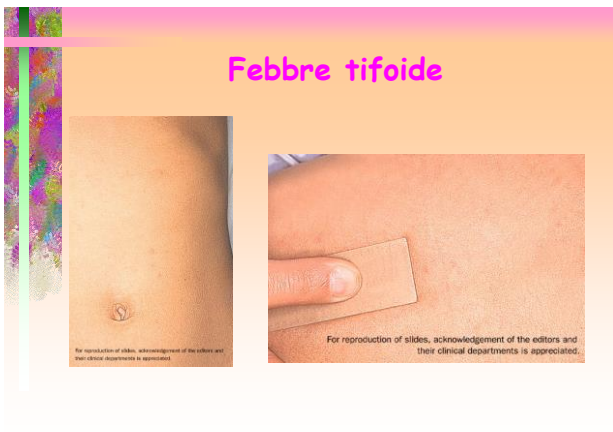 Febbre tifoide
For reproduction of slides, acknowledgement of the editors and
their clinical departments is appreciated.
For reproduction of slides, acknowledgement of the editors and
their clinical departments is appreciated.